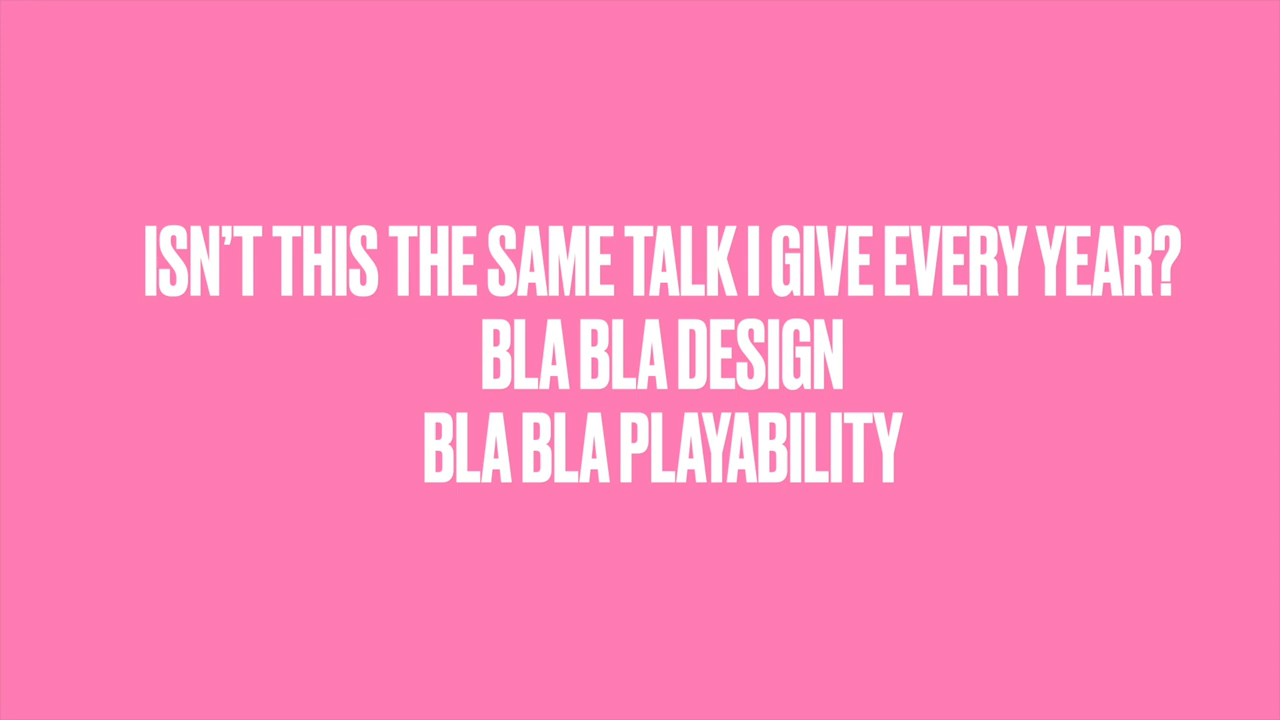 ISN’T THIS THE SAME TALK I GIVE EVERY YEAR?
BLA BLA DESIGN
BLA BLA PLAYABILITY